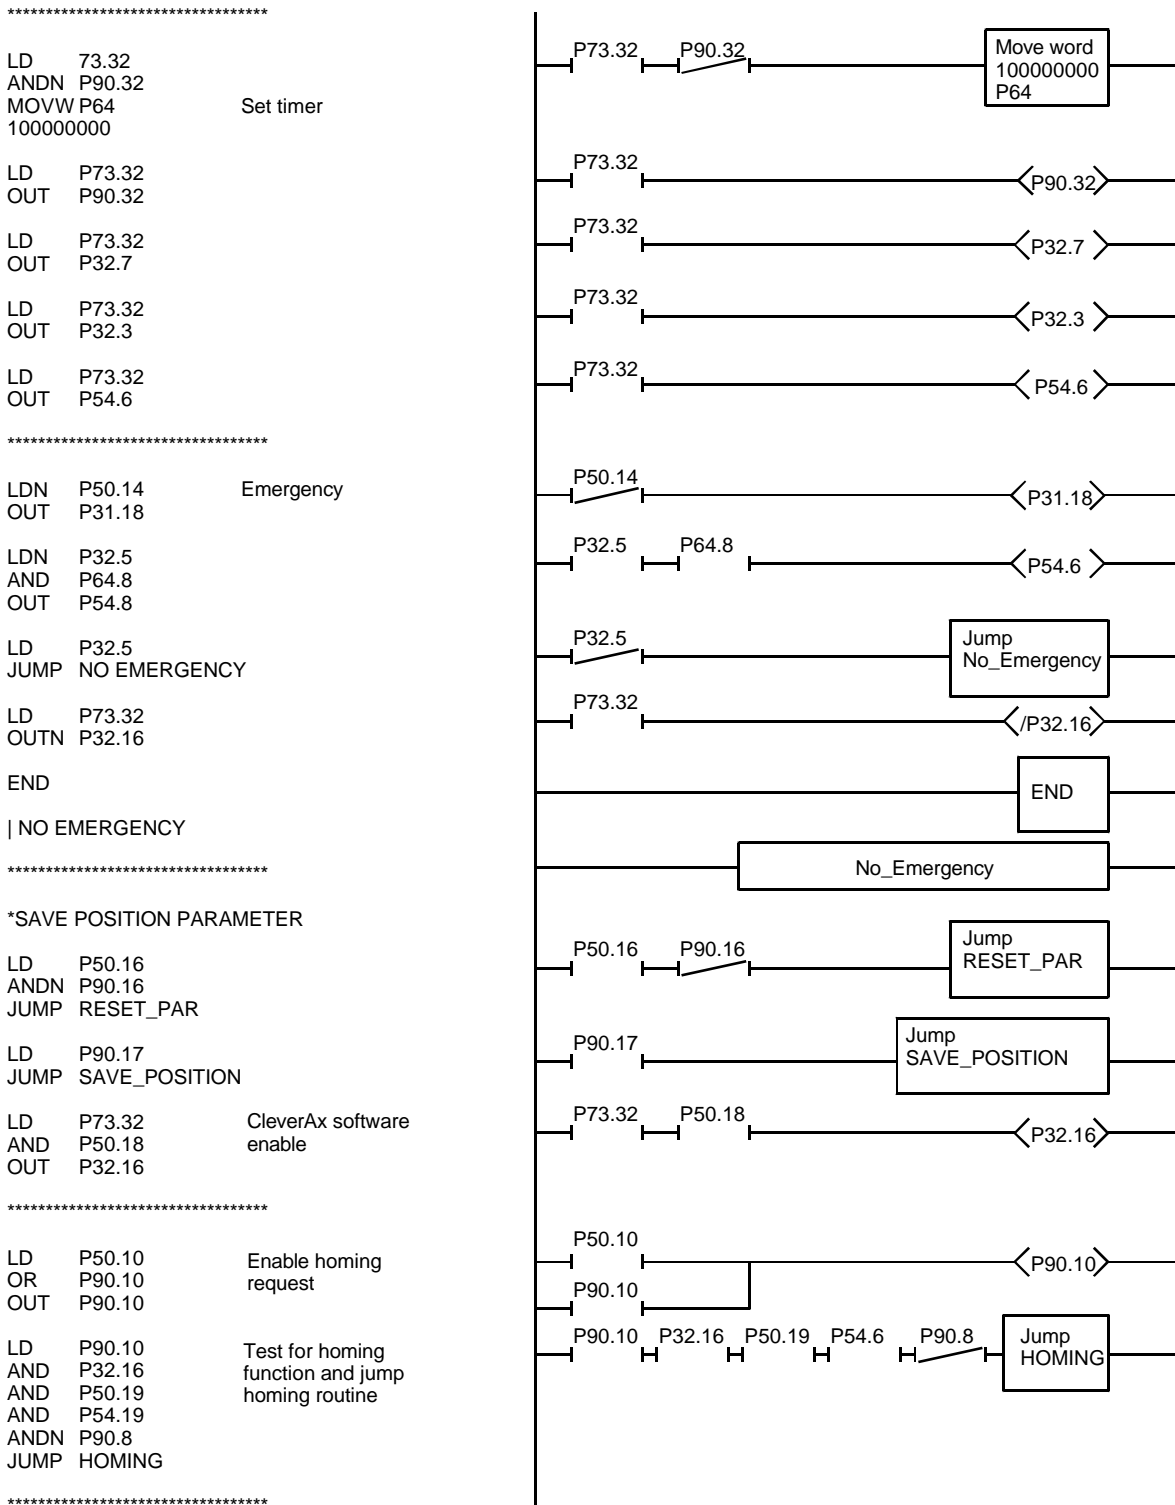 **********************************
LD 73.32
ANDN P90.32
MOVW P64 Set timer
100000000
LD P73.32
OUT P90.32
LD P73.32
OUT P32.7
LD P73.32
OUT P32.3
LD P73.32
OUT P54.6
**********************************
LDN P50.14 Emergency
OUT P31.18
LDN P32.5
AND P64.8
OUT P54.8
LD P32.5
JUMP NO EMERGENCY
LD P73.32
OUTN P32.16
END
| NO EMERGENCY
**********************************
*SAVE POSITION PARAMETER
LD P50.16
ANDN P90.16
JUMP RESET_PAR
LD P90.17
JUMP SAVE_POSITION
LD P73.32 CleverAx software
AND P50.18 enable
OUT P32.16
**********************************
LD P50.10 Enable homing
OR P90.10 request
OUT P90.10
LD P90.10 Test for homing
AND P32.16 function and jump
AND P50.19 homing routine
AND P54.19
ANDN P90.8
JUMP HOMING
**********************************
P73.32 P90.32 Move word
100000000
P64
P73.32
P90.32
P73.32
P32.7
P73.32
P32.3
P73.32
P54.6
P50.14
P31.18
P32.5 P64.8
P54.6
P32.5 Jump
No_Emergency
P73.32
/P32.16
END
No_Emergency
P50.16 P90.16 Jump
RESET_PAR
P90.17 Jump
SAVE_POSITION
P73.32 P50.18
P32.16
P50.10
P90.10
P90.10
P90.10 P32.16 P50.19 P54.6 P90.8 Jump
HOMING